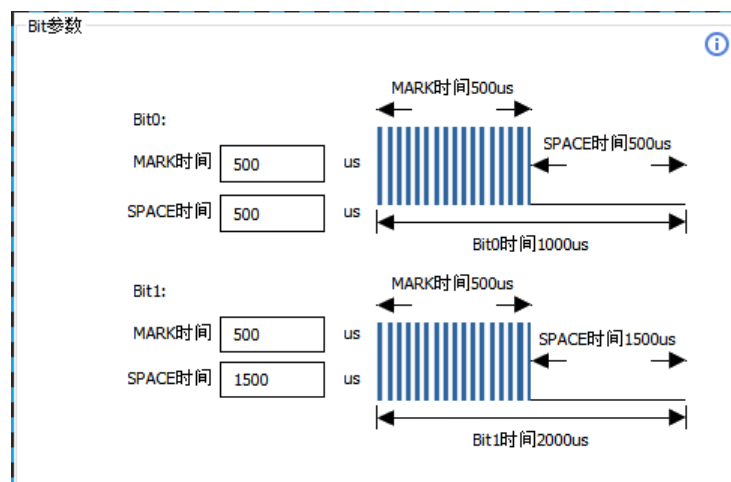 Bit参数
MARK时间500us
Bit0:
SPACE时间500us
MARK时间 500 us
SPACE时间 500 us
Bit0时间1000us
MARK时间500us
Bit1:
MARK时间 500 us
SPACE时间1500us
SPACE时间 1500 us
Bit1时间2000us